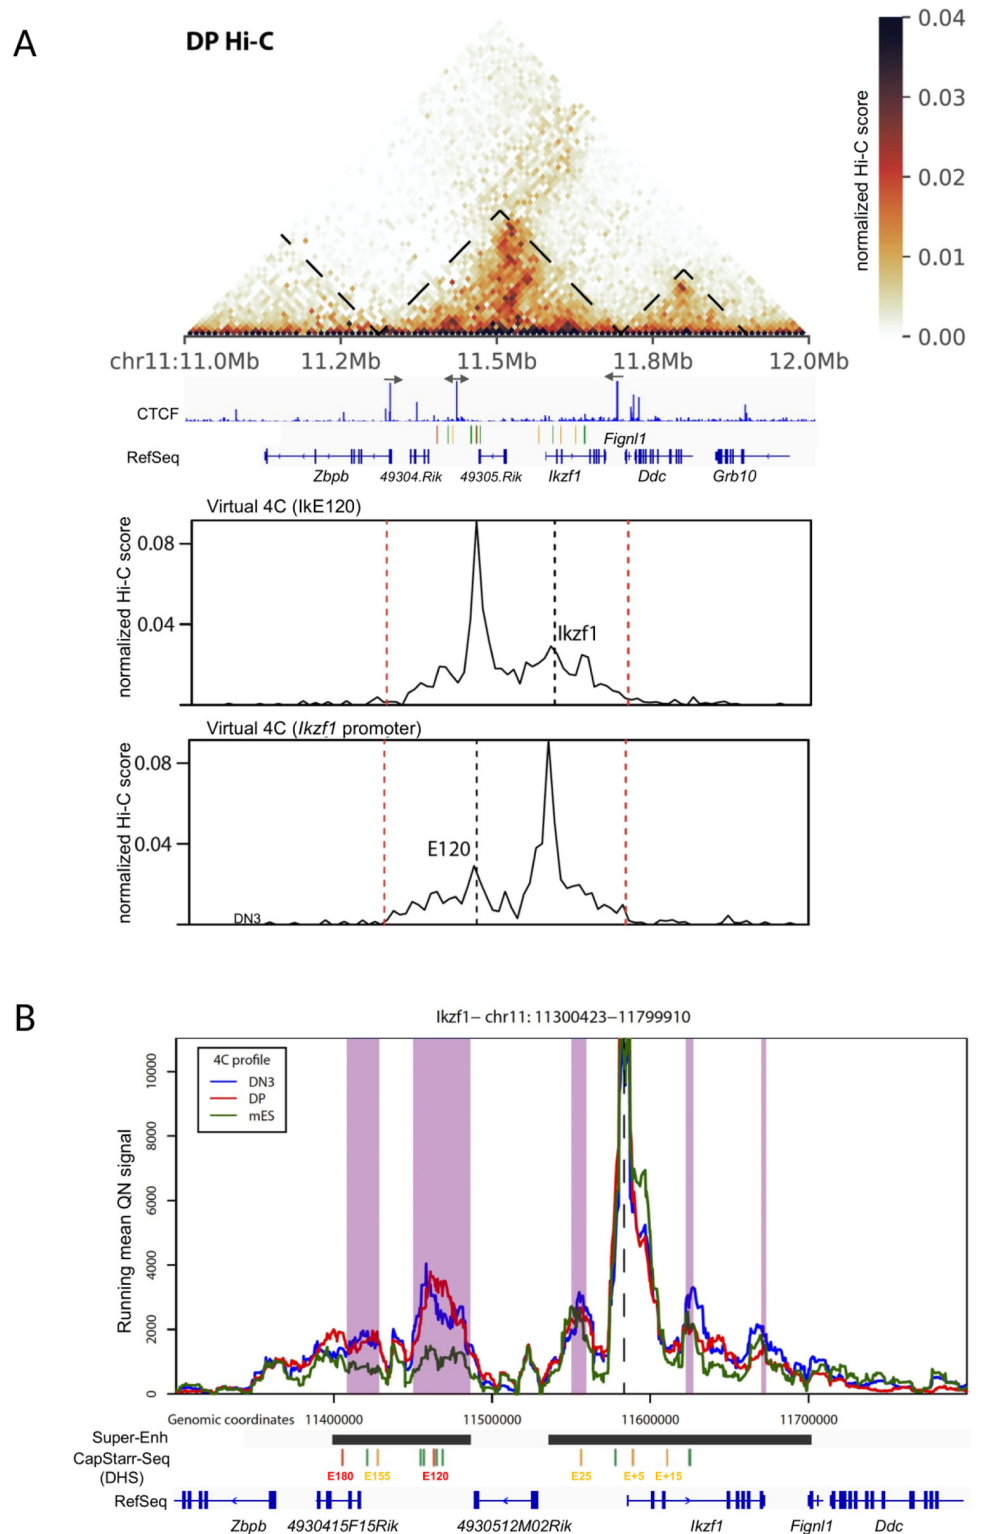 A
DP Hi-C
0.04
0.03
0.02
0.01
0.00
normalized Hi-C score
chr11:11.0Mb 11.2Mb 11.5Mb 11.8Mb 12.0Mb
CTCF
Fignl1
RefSeq
Zbpb 49304.Rik 49305.Rik Ikzf1 Ddc Grb10
Virtual 4C (IkE120)
normalized Hi-C score
0.08
0.04
Ikzf1
Virtual 4C (Ikzf1 promoter)
normalized Hi-C score
0.08
0.04
E120
DN3
B
Ikzf1– chr11: 11300423–11799910
4C profile
DN3
DP
mES
Running mean QN signal
10000
8000
6000
4000
2000
0
Genomic coordinates 11400000 11500000 11600000 11700000
Super-Enh
CapStarr-Seq
(DHS)
E180 E155 E120 E25 E+5 E+15
RefSeq
Zbpb 4930415F15Rik 4930512M02Rik Ikzf1 Fignl1 Ddc